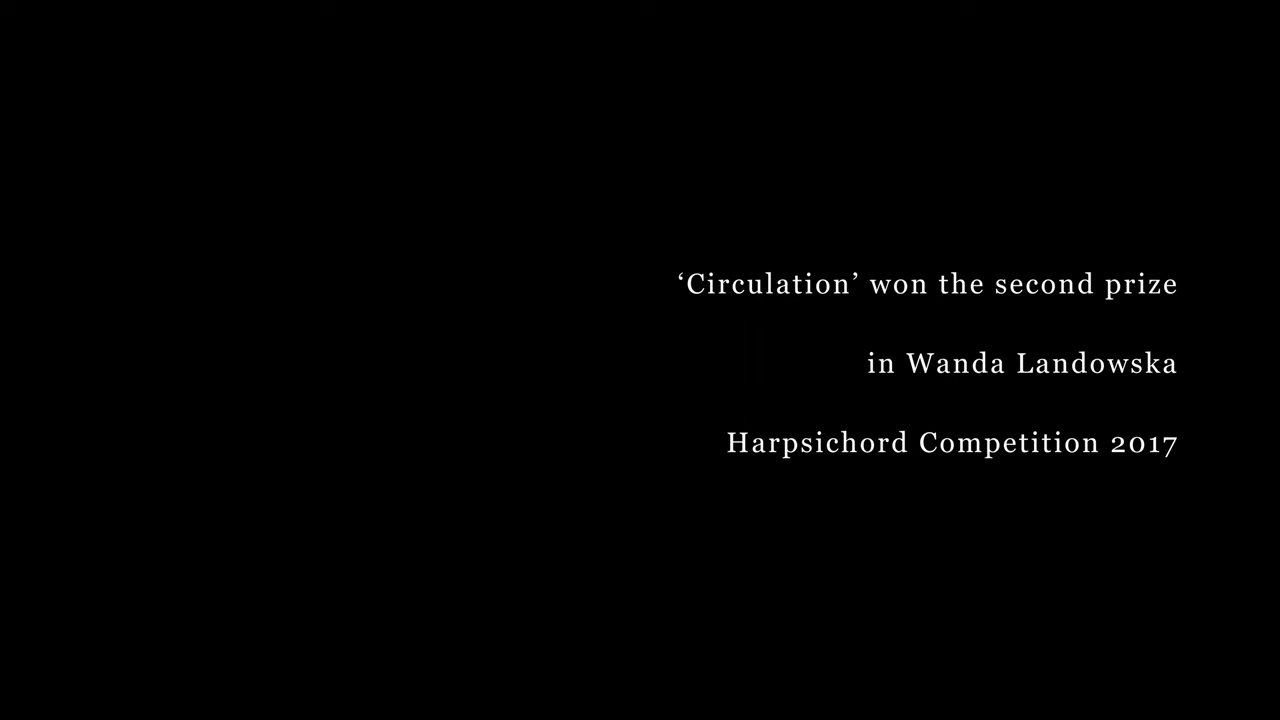 ‘Circulation’ won the second prize
in Wanda Landowska
Harpsichord Competition 2017